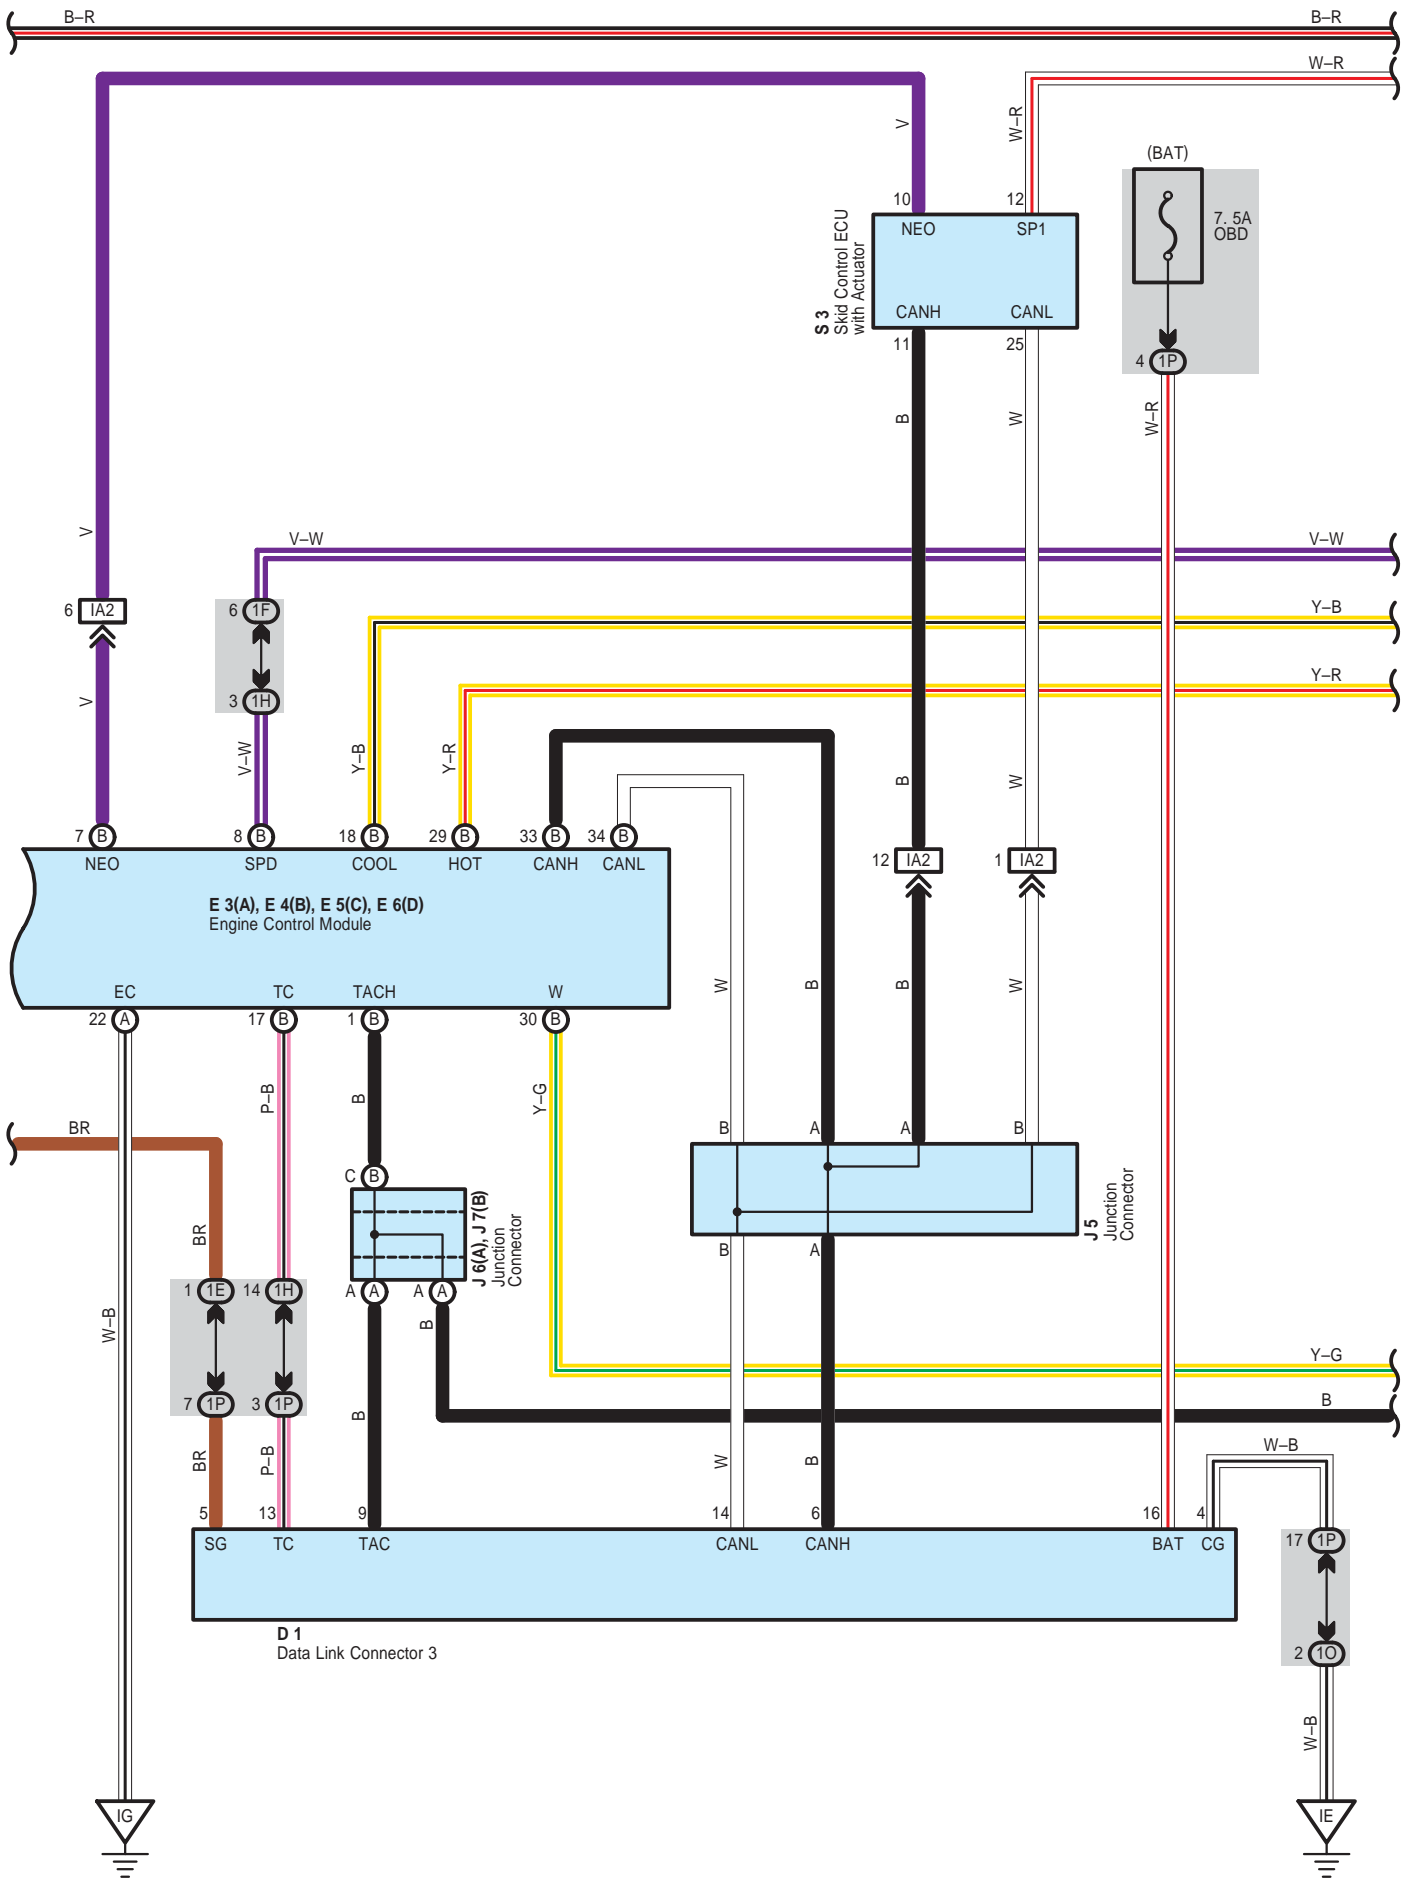 B–R
B–R
W–R
V
W–R
(BAT)
7. 5A
OBD
10
12
NEO
SP1
S 3
Skid Control ECU
with Actuator
CANH
CANL
11
25
4
1P
B
W
W–R
V
V–W
V–W
6
IA2
6
1F
Y–B
3
1H
Y–R
V
V–W
Y–B
Y–R
B
W
7
B
8
B
18
B
29
B
33
B
34
B
NEO
SPD
COOL
HOT
CANH
CANL
12
IA2
1
IA2
E 3(A), E 4(B), E 5(C), E 6(D)
Engine Control Module
EC
TC
TACH
W
W
B
B
W
22
A
17
B
1
B
30
B
P–B
B
Y–G
BR
B
A
A
B
C
B
J 6(A), J 7(B)
Junction
Connector
J 5
Junction
Connector
BR
B
A
1
1E
14
1H
A
A
A
A
W–B
B
Y–G
7
1P
3
1P
B
B
BR
P–B
W
B
W–B
5
13
9
14
6
16
4
SG
TC
TAC
CANL
CANH
BAT
CG
17
1P
D 1
Data Link Connector 3
2
1O
W–B
IG
IE